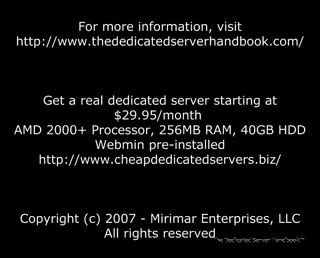 For more information, visit
http://www.thededicatedserverhandbook.com/
Get a real dedicated server starting at
$29.95/month
AMD 2000+ Processor, 256MB RAM, 40GB HDD
Webmin pre-installed
http://www.cheapdedicatedservers.biz/
Copyright (c) 2007 - Mirimar Enterprises, LLC
All rights reserved